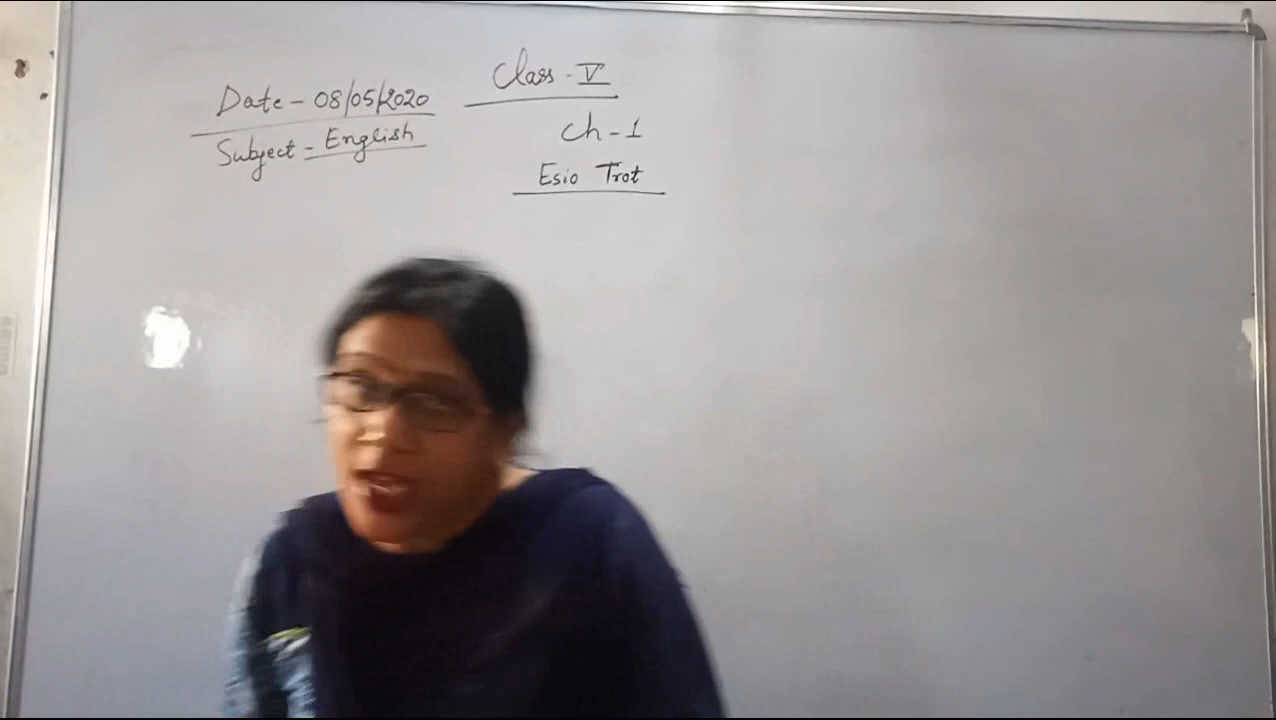 Class - V
Date - 08/05/2020
Subject - English
Ch - 1
Esio Trot